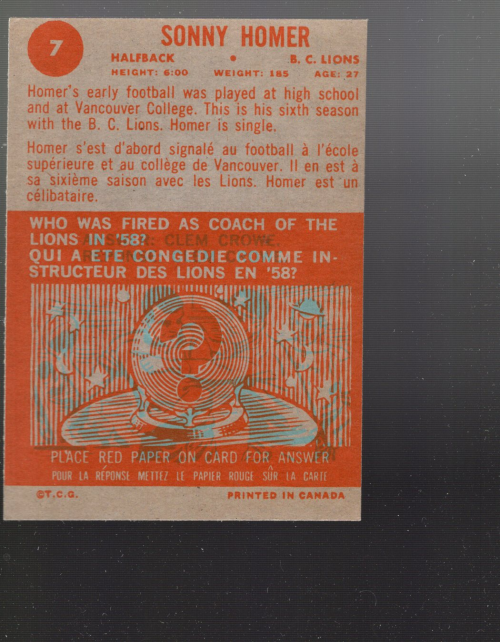 7
SONNY HOMER
HALFBACK • B. C. LIONS
HEIGHT: 6:00 WEIGHT: 185 AGE: 27
Homer's early football was played at high school
and at Vancouver College. This is his sixth season
with the B. C. Lions. Homer is single.
Homer s'est d'abord signalé au football à l'école
supérieure et au collège de Vancouver. Il en est à
sa sixième saison avec les Lions. Homer est un
célibataire.
WHO WAS FIRED AS COACH OF THE
LIONS IN '58?
QUI A ETE CONGEDIE COMME IN-
STRUCTEUR DES LIONS EN '58?
: CLEM CROWE
?
PLACE RED PAPER ON CARD FOR ANSWER
POUR LA RÉPONSE METTEZ LE PAPIER ROUGE SÛR LA CARTE
©T.C.G. PRINTED IN CANADA